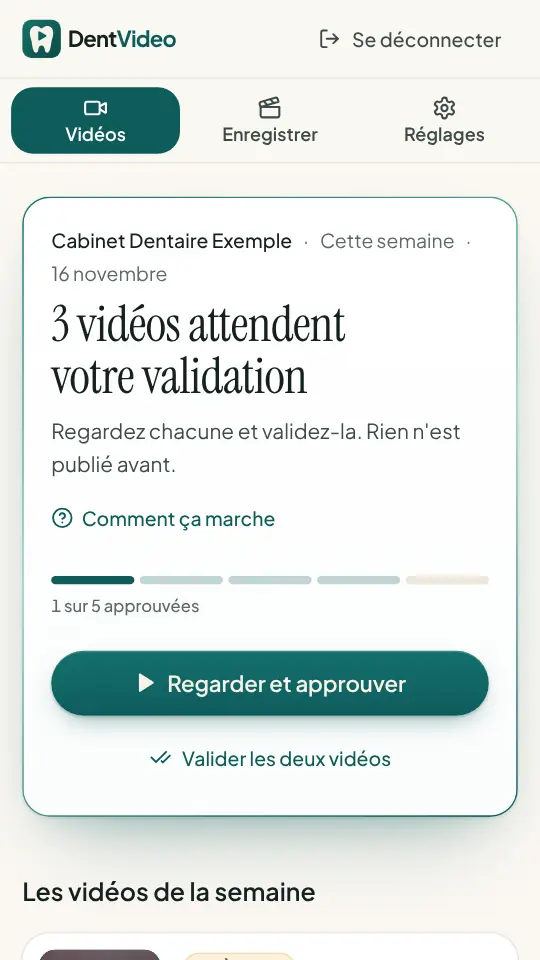 DentVideo
Se déconnecter
Vidéos
Enregistrer
Réglages
Cabinet Dentaire Exemple · Cette semaine ·
16 novembre
3 vidéos attendent
votre validation
Regardez chacune et validez-la. Rien n'est
publié avant.
Comment ça marche
1 sur 5 approuvées
Regarder et approuver
Valider les deux vidéos
Les vidéos de la semaine